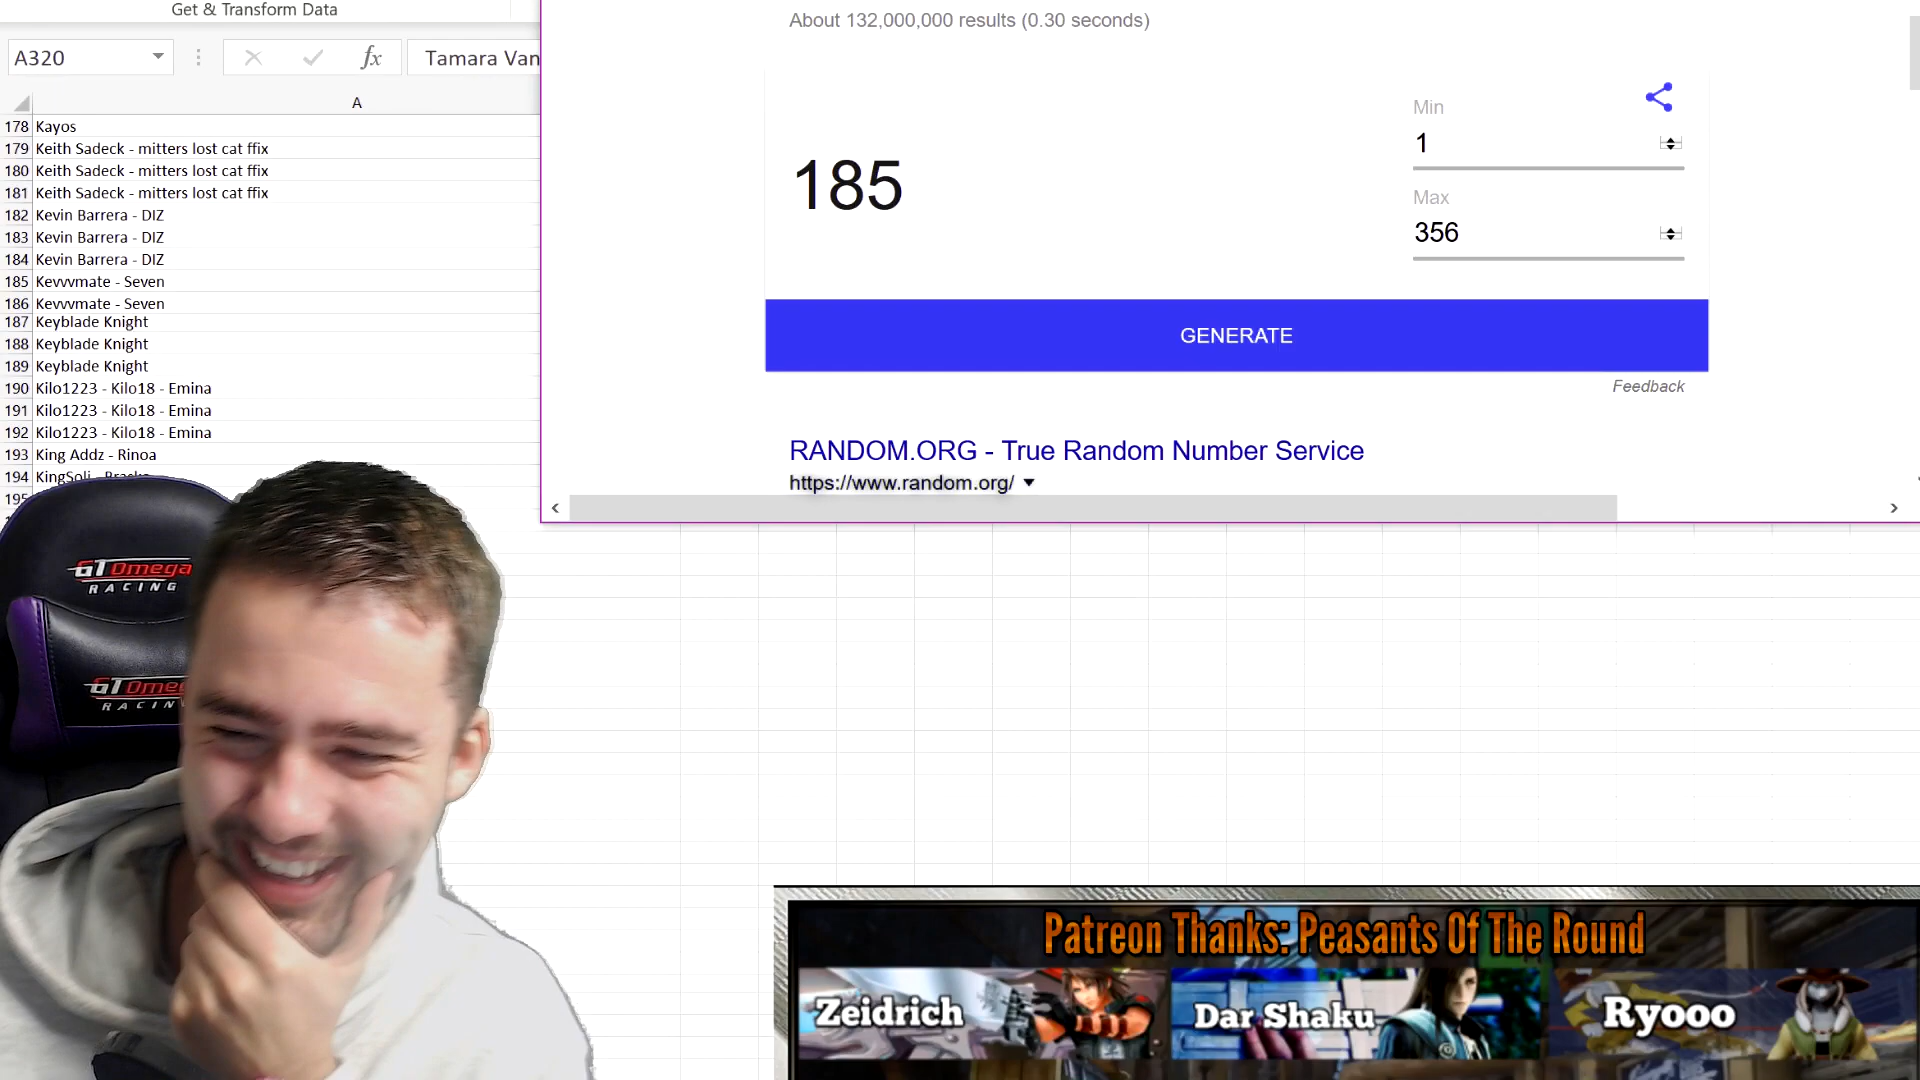 Get & Transform Data
A320
fx
Tamara Van
A
178 Kayos
179 Keith Sadeck - mitters lost cat ffix
180 Keith Sadeck - mitters lost cat ffix
181 Keith Sadeck - mitters lost cat ffix
182 Kevin Barrera - DIZ
183 Kevin Barrera - DIZ
184 Kevin Barrera - DIZ
185 Kevvvmate - Seven
186 Kevvvmate - Seven
187 Keyblade Knight
188 Keyblade Knight
189 Keyblade Knight
190 Kilo1223 - Kilo18 - Emina
191 Kilo1223 - Kilo18 - Emina
192 Kilo1223 - Kilo18 - Emina
193 King Addz - Rinoa
194 KingSoli - Braska
195
About 132,000,000 results (0.30 seconds)
185
Min
1
Max
356
GENERATE
Feedback
RANDOM.ORG - True Random Number Service
https://www.random.org/
GT Omega
RACING
GT Omega
RACING
Patreon Thanks: Peasants Of The Round
Zeidrich
Dar Shaku
Ryooo